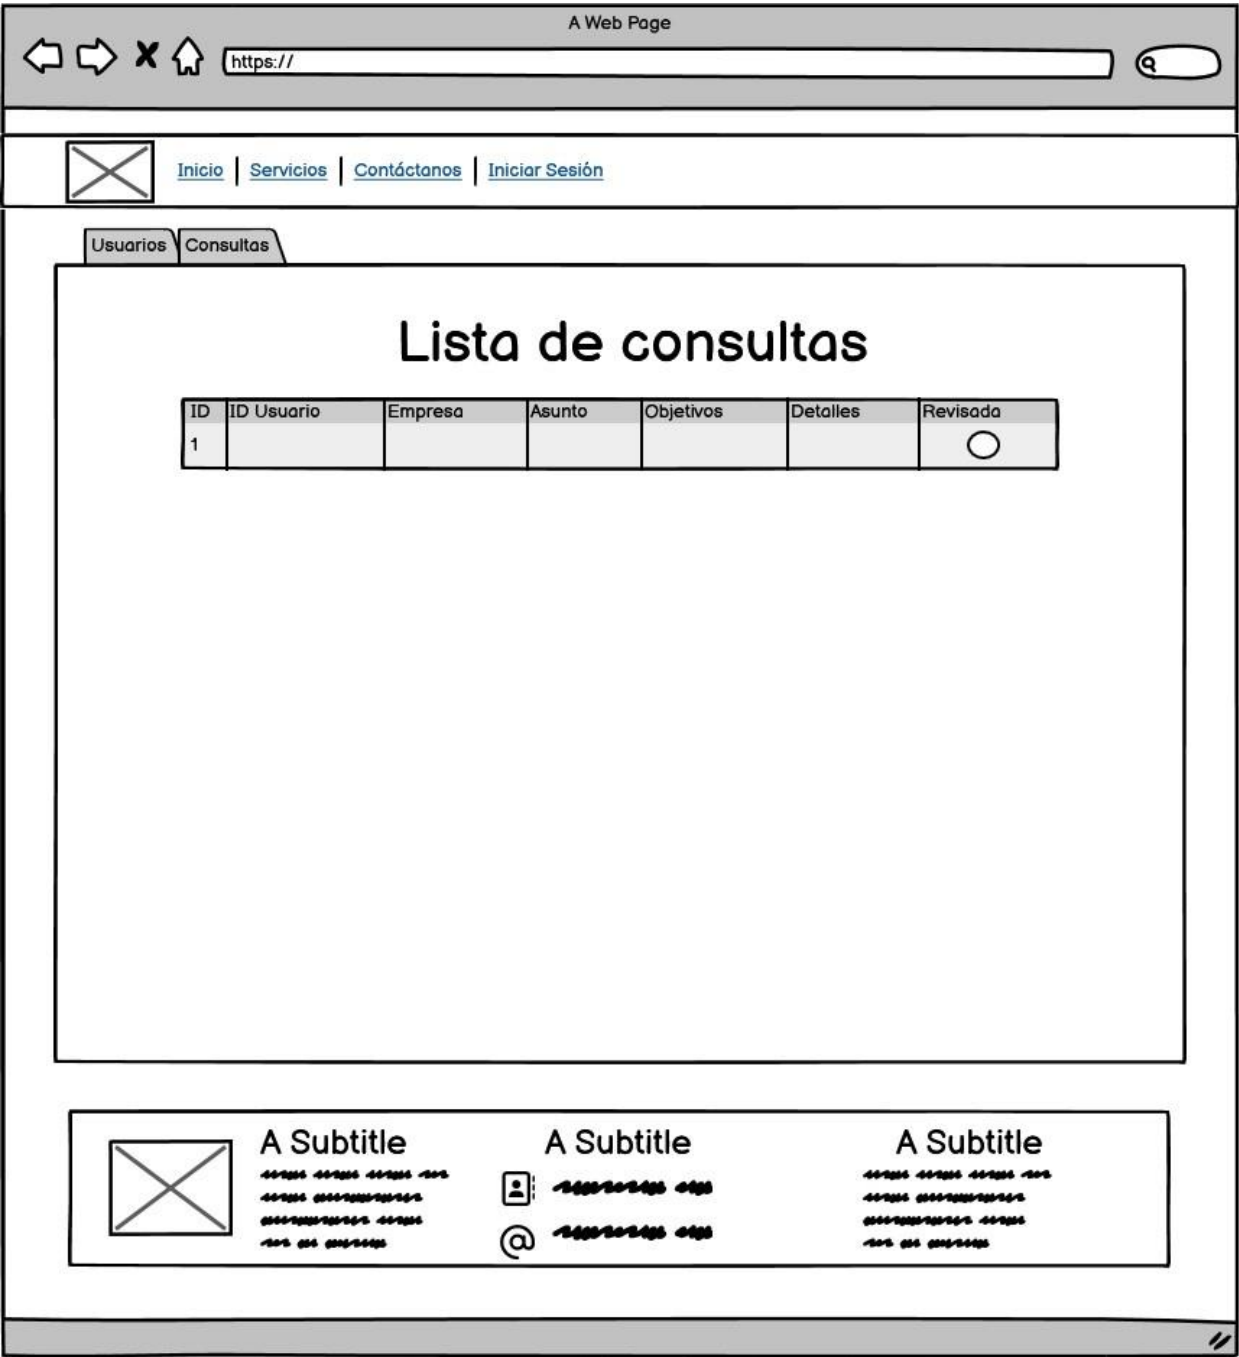 A Web Page
https://
Inicio | Servicios | Contáctanos | Iniciar Sesión
Usuarios Consultas
Lista de consultas
ID ID Usuario Empresa Asunto Objetivos Detalles Revisada
1
A Subtitle A Subtitle A Subtitle
@